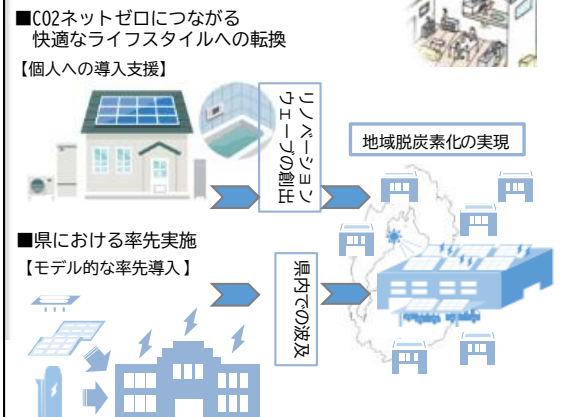 ■CO2ネットゼロにつながる
快適なライフスタイルへの転換
【個人への導入支援】
リノベーション
ウェーブの創出
地域脱炭素化の実現
■県における率先実施
【モデル的な率先導入】
県内での波及